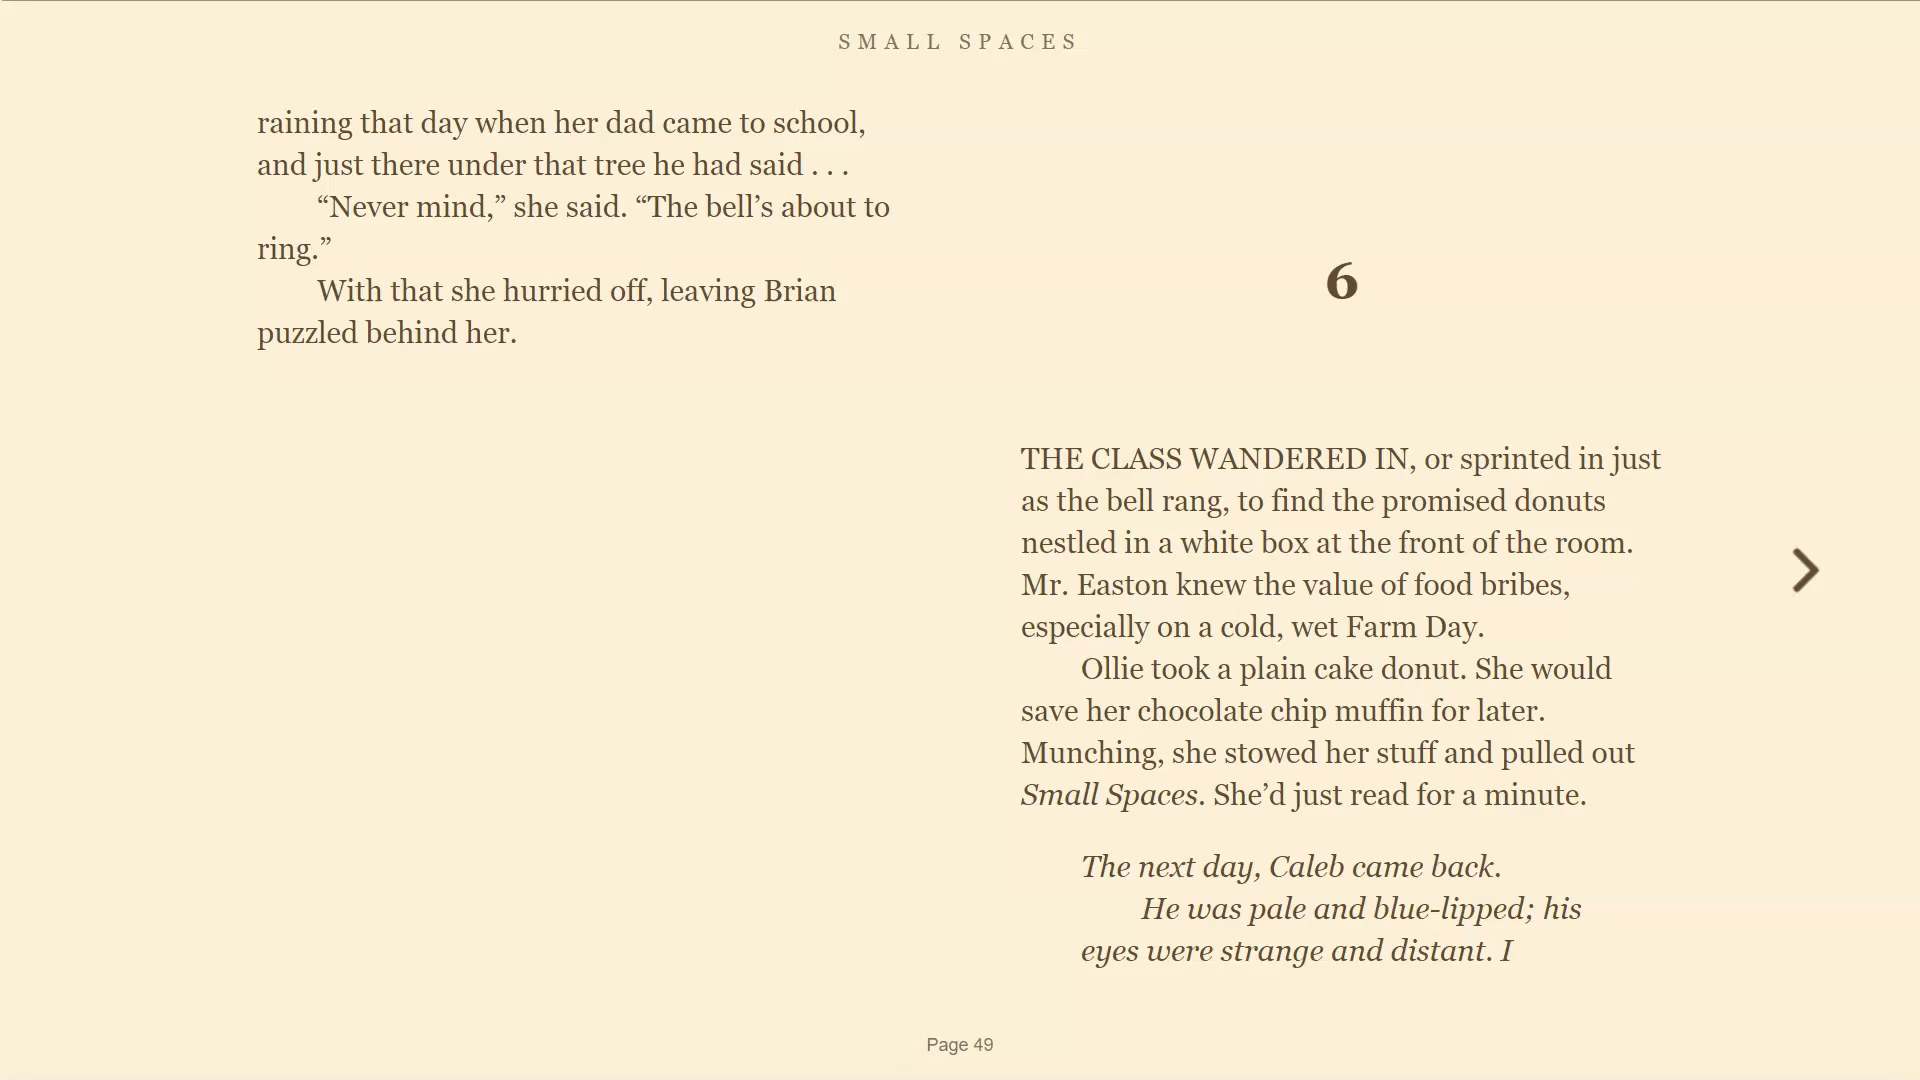 SMALL SPACES
raining that day when her dad came to school,
and just there under that tree he had said . . .
“Never mind,” she said. “The bell’s about to
ring.”
With that she hurried off, leaving Brian
puzzled behind her.
6
THE CLASS WANDERED IN, or sprinted in just
as the bell rang, to find the promised donuts
nestled in a white box at the front of the room.
Mr. Easton knew the value of food bribes,
especially on a cold, wet Farm Day.
Ollie took a plain cake donut. She would
save her chocolate chip muffin for later.
Munching, she stowed her stuff and pulled out
Small Spaces. She’d just read for a minute.
The next day, Caleb came back.
He was pale and blue-lipped; his
eyes were strange and distant. I
Page 49